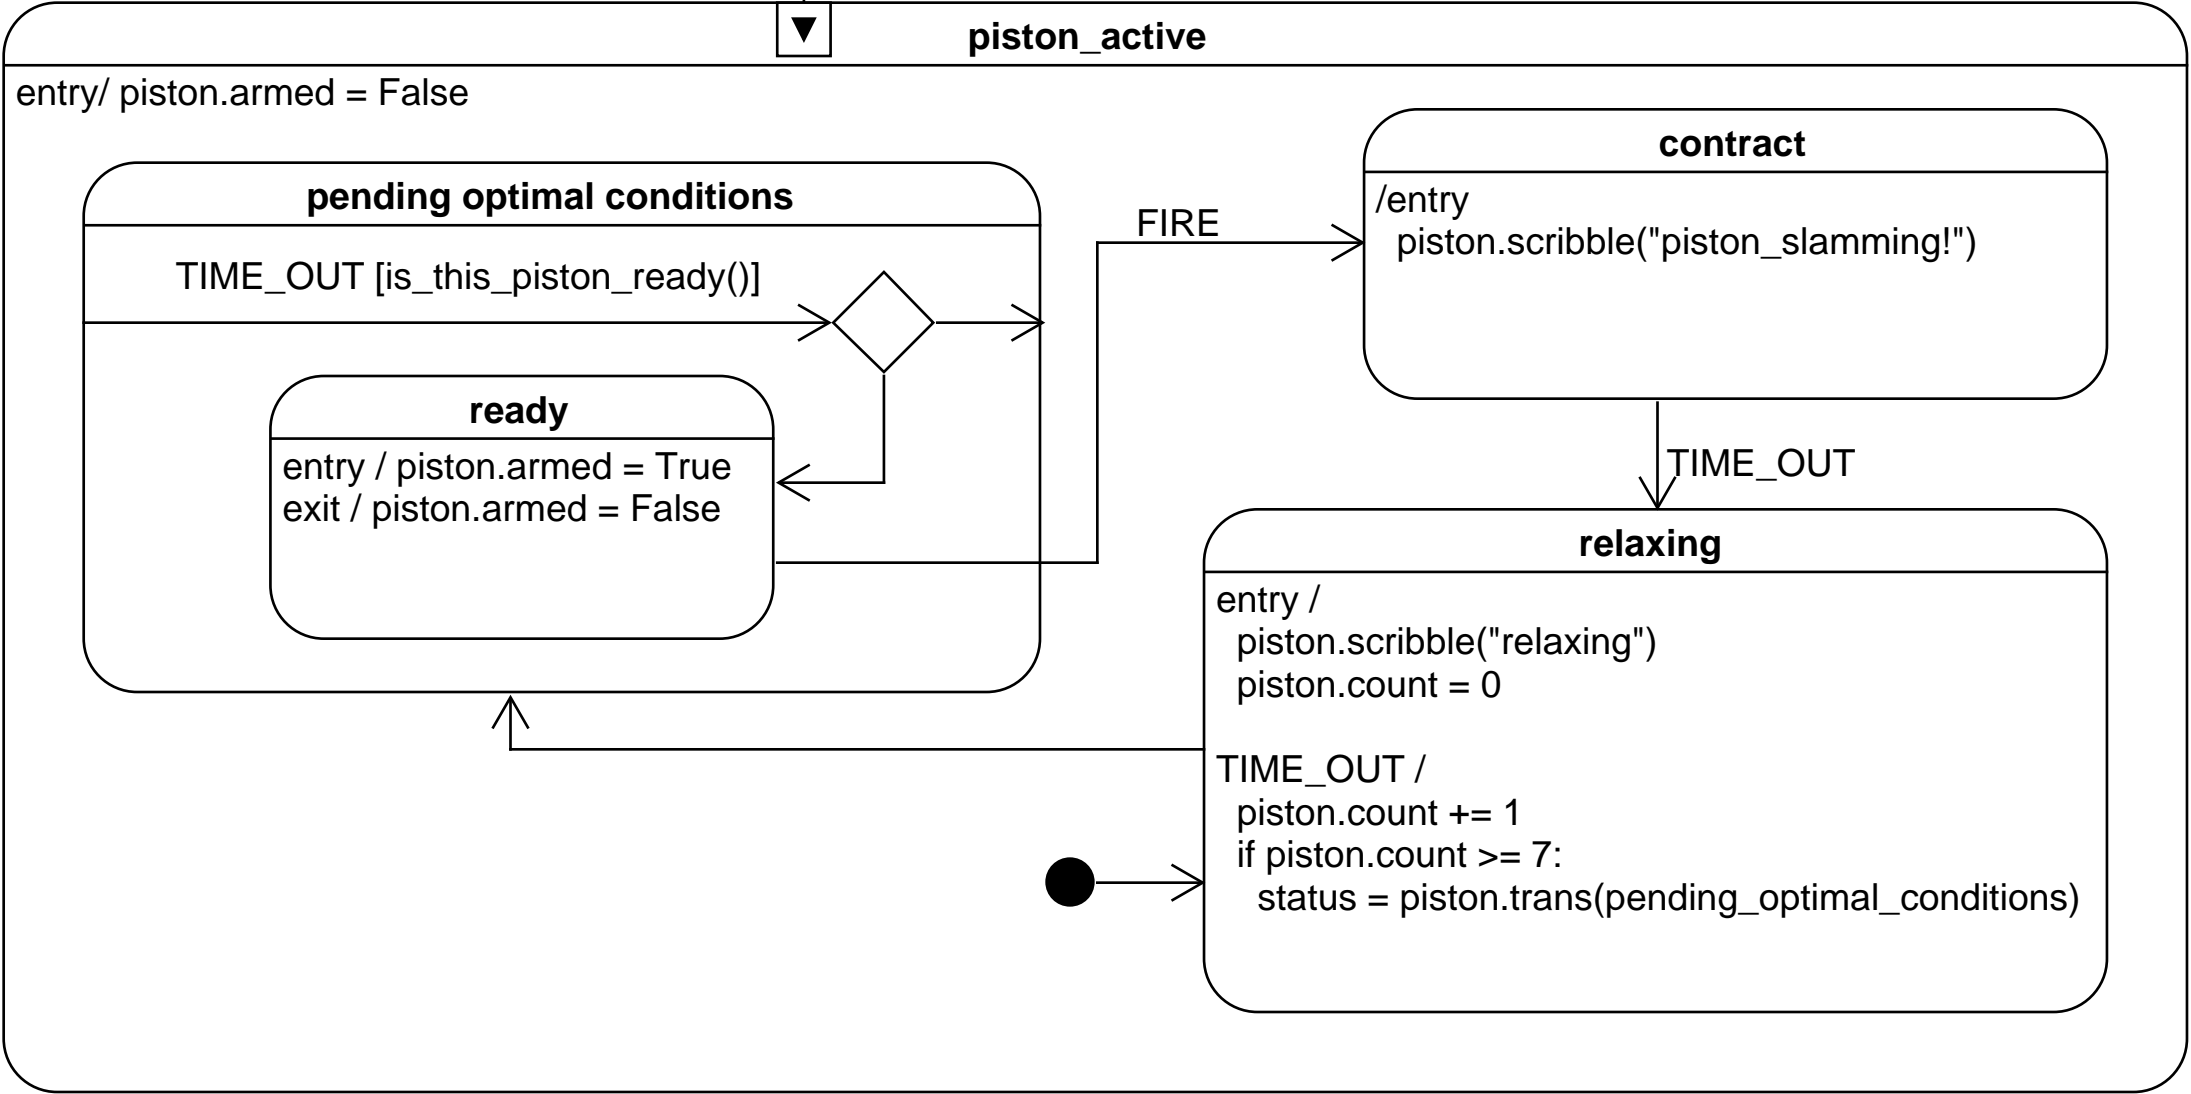 piston_active
entry/ piston.armed = False
pending optimal conditions
TIME_OUT [is_this_piston_ready()]
ready
entry / piston.armed = True
exit / piston.armed = False
FIRE
contract
/entry
piston.scribble("piston_slamming!")
TIME_OUT
relaxing
entry /
piston.scribble("relaxing")
piston.count = 0
TIME_OUT /
piston.count += 1
if piston.count >= 7:
status = piston.trans(pending_optimal_conditions)